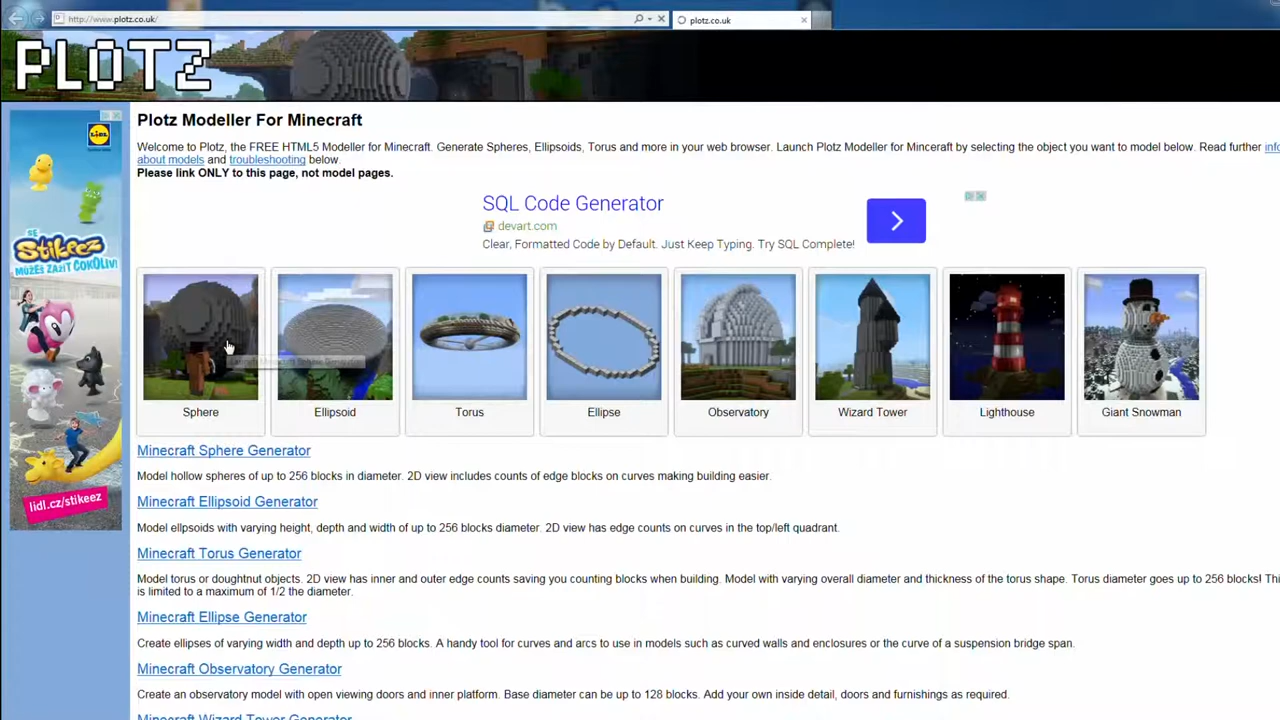 http://www.plotz.co.uk/
plotz.co.uk
PLOTZ
Plotz Modeller For Minecraft
Welcome to Plotz, the FREE HTML5 Modeller for Minecraft. Generate Spheres, Ellipsoids, Torus and more in your web browser. Launch Plotz Modeller for Minceraft by selecting the object you want to model below. Read further info
about models and troubleshooting below.
Please link ONLY to this page, not model pages.
LIDL
SE
Stikeez
MŮŽEŠ ZAŽÍT COKOLIV!
lidl.cz/stikeez
SQL Code Generator
devart.com
Clear, Formatted Code by Default. Just Keep Typing. Try SQL Complete!
Sphere
Ellipsoid
Torus
Ellipse
Observatory
Wizard Tower
Lighthouse
Giant Snowman
Minecraft Sphere Generator
Model hollow spheres of up to 256 blocks in diameter. 2D view includes counts of edge blocks on curves making building easier.
Minecraft Ellipsoid Generator
Model ellpsoids with varying height, depth and width of up to 256 blocks diameter. 2D view has edge counts on curves in the top/left quadrant.
Minecraft Torus Generator
Model torus or doughtnut objects. 2D view has inner and outer edge counts saving you counting blocks when building. Model with varying overall diameter and thickness of the torus shape. Torus diameter goes up to 256 blocks! Thi
is limited to a maximum of 1/2 the diameter.
Minecraft Ellipse Generator
Create ellipses of varying width and depth up to 256 blocks. A handy tool for curves and arcs to use in models such as curved walls and enclosures or the curve of a suspension bridge span.
Minecraft Observatory Generator
Create an observatory model with open viewing doors and inner platform. Base diameter can be up to 128 blocks. Add your own inside detail, doors and furnishings as required.
Minecraft Wizard Tower Generator